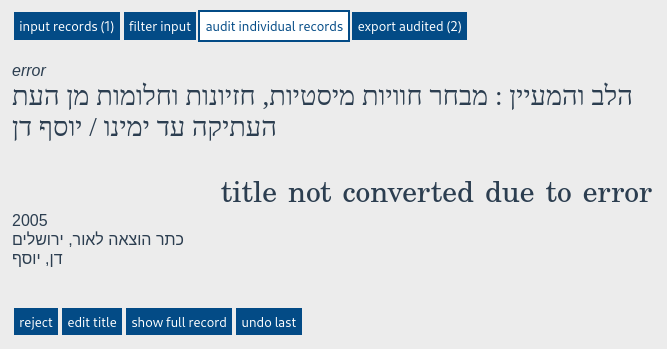 input records (1) filter input audit individual records export audited (2)
error
הלב והמעיין : מבחר חוויות מיסטיות, חזיונות וחלומות מן העת
העתיקה עד ימינו / יוסף דן
title not converted due to error
2005
כתר הוצאה לאור, ירושלים
דן, יוסף
reject edit title show full record undo last